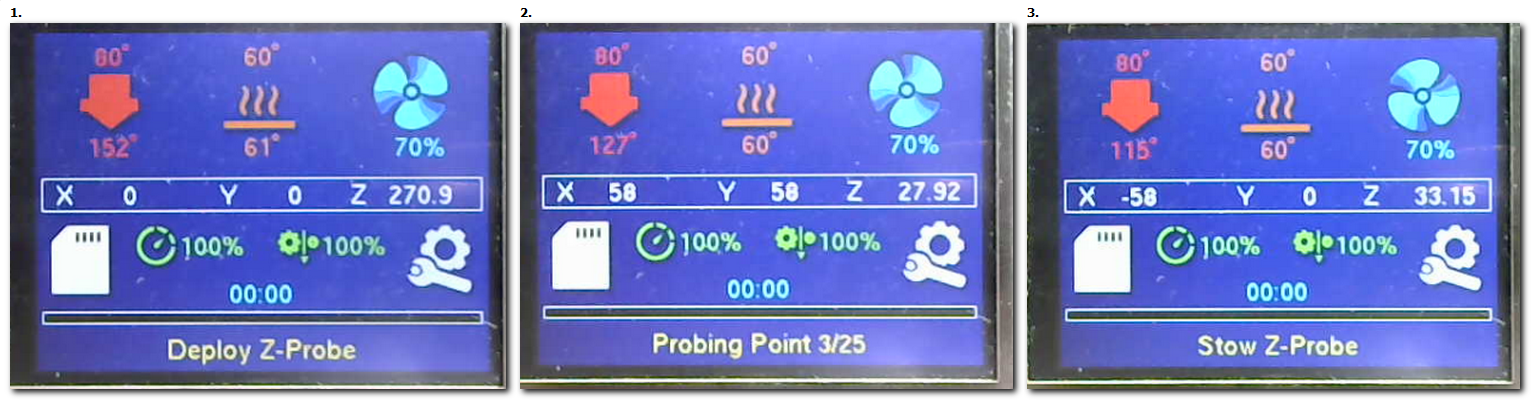 1.
80° 60°
152° 61° 70%
X 0 Y 0 Z 270.9
100% 100%
00:00
Deploy Z-Probe
2.
80° 60°
127° 60° 70%
X 58 Y 58 Z 27.92
100% 100%
00:00
Probing Point 3/25
3.
80° 60°
115° 60° 70%
X -58 Y 0 Z 33.15
100% 100%
00:00
Stow Z-Probe